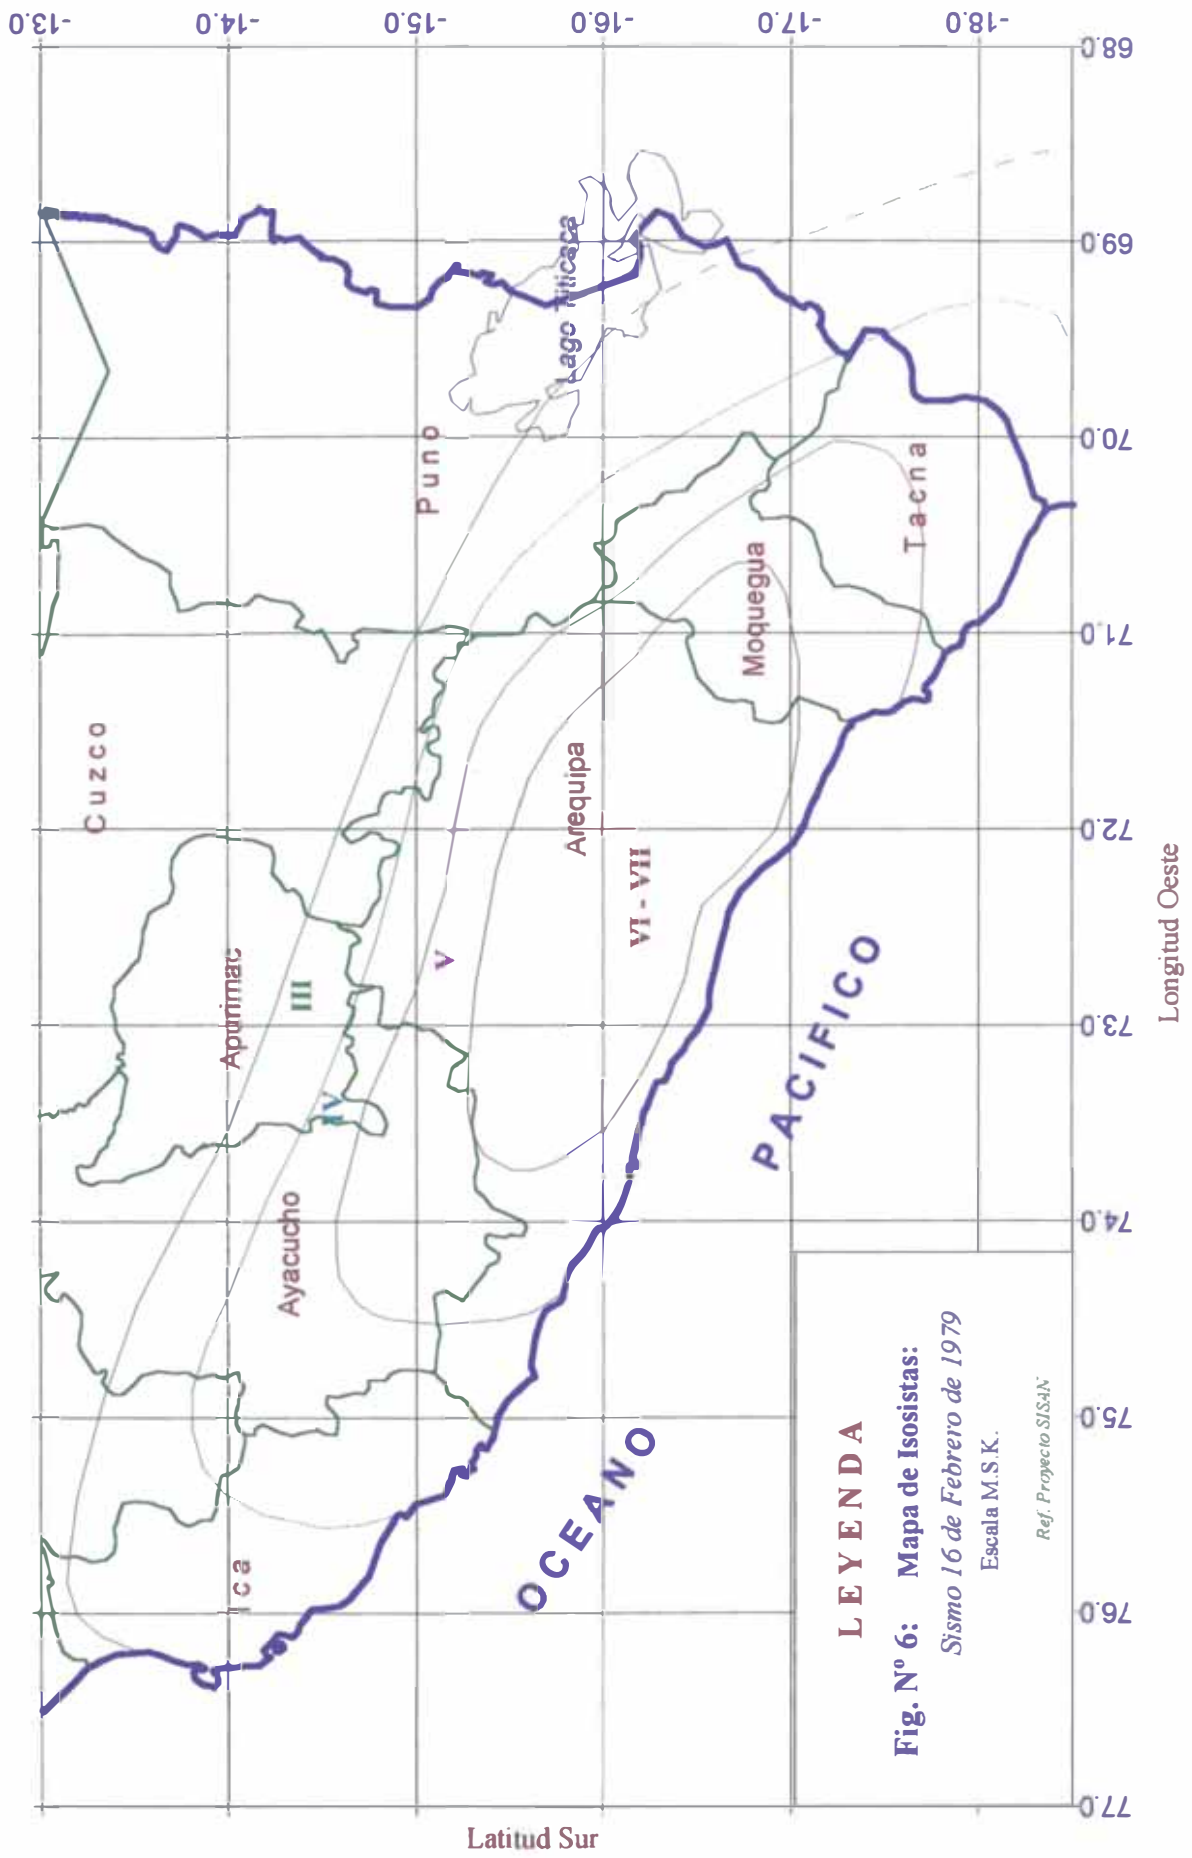 -13.0
-14.0
-15.0
-16.0
-17.0
-18.0
68.0
69.0
70.0
71.0
72.0
73.0
74.0
75.0
76.0
77.0
Latitud Sur
Longitud Oeste
Cuzco
Puno
Lago Titicaca
Apurimac
Arequipa
Moquegua
Tacna
Ayacucho
Ica
III
IV
V
VI - VII
OCEANO
PACIFICO
LEYENDA
Fig. Nº 6: Mapa de Isosistas:
Sismo 16 de Febrero de 1979
Escala M.S.K.
Ref. Proyecto SISAN